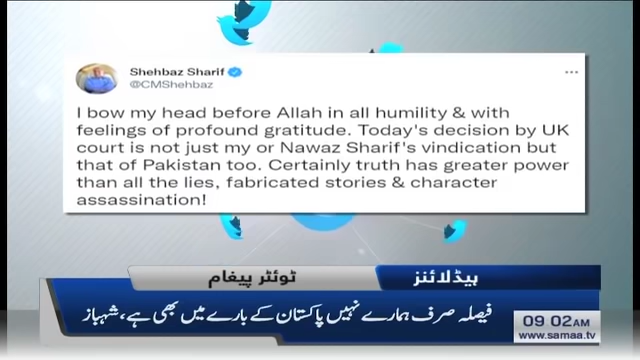 Shehbaz Sharif
@CMShehbaz
I bow my head before Allah in all humility & with
feelings of profound gratitude. Today's decision by UK
court is not just my or Nawaz Sharif's vindication but
that of Pakistan too. Certainly truth has greater power
than all the lies, fabricated stories & character
assassination!
ہیڈلائنز
ٹوئٹر پیغام
فیصلہ صرف ہمارے نہیں پاکستان کے بارے میں بھی ہے، شہباز
09 02AM
www.samaa.tv